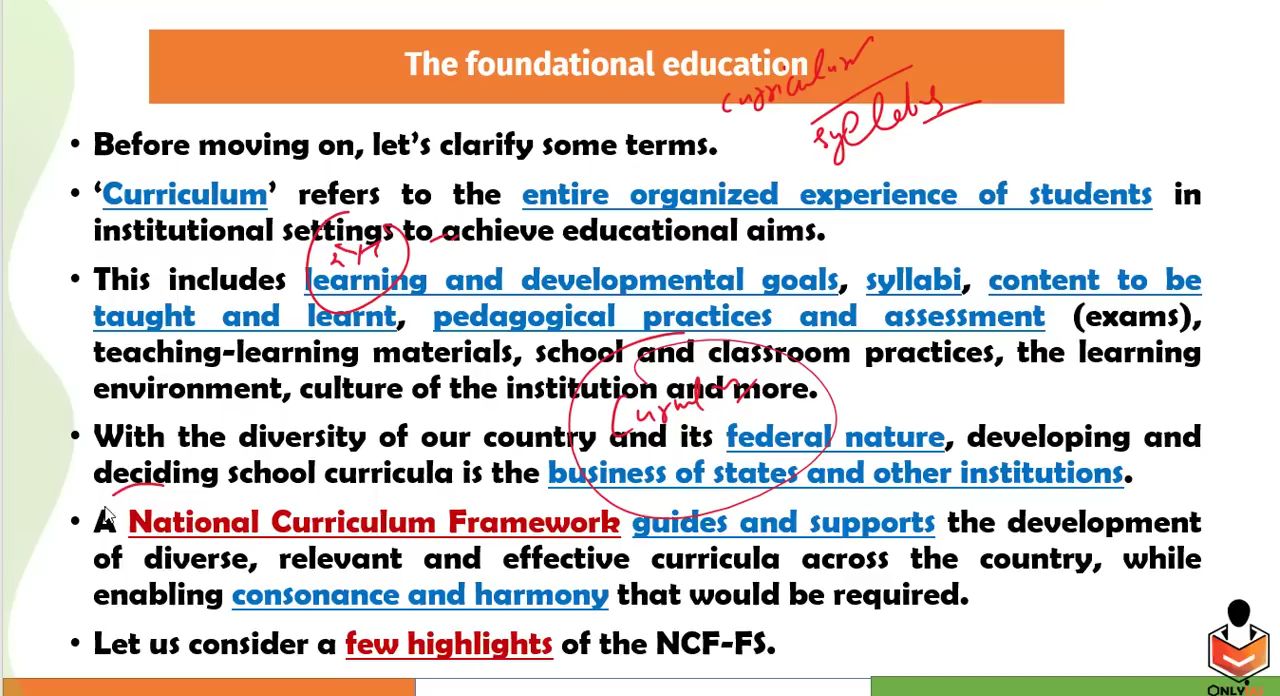 The foundational education
curriculum
syllabus
• Before moving on, let’s clarify some terms.
• ‘Curriculum’ refers to the entire organized experience of students in
institutional settings to achieve educational aims.
• This includes learning and developmental goals, syllabi, content to be
taught and learnt, pedagogical practices and assessment (exams),
teaching-learning materials, school and classroom practices, the learning
environment, culture of the institution and more.
• With the diversity of our country and its federal nature, developing and
deciding school curricula is the business of states and other institutions.
• A National Curriculum Framework guides and supports the development
of diverse, relevant and effective curricula across the country, while
enabling consonance and harmony that would be required.
• Let us consider a few highlights of the NCF-FS.